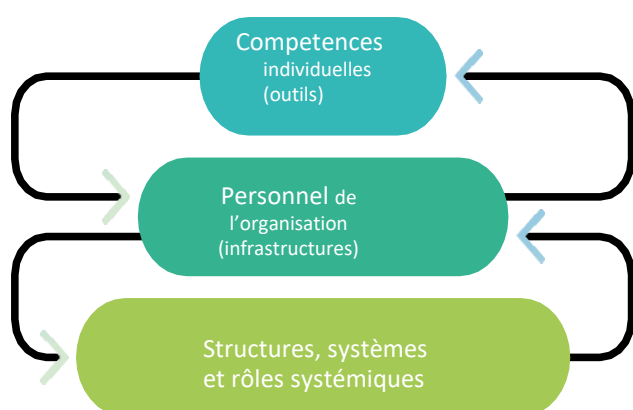 Competences
individuelles
(outils)
Personnel de
l’organisation
(infrastructures)
Structures, systèmes
et rôles systémiques